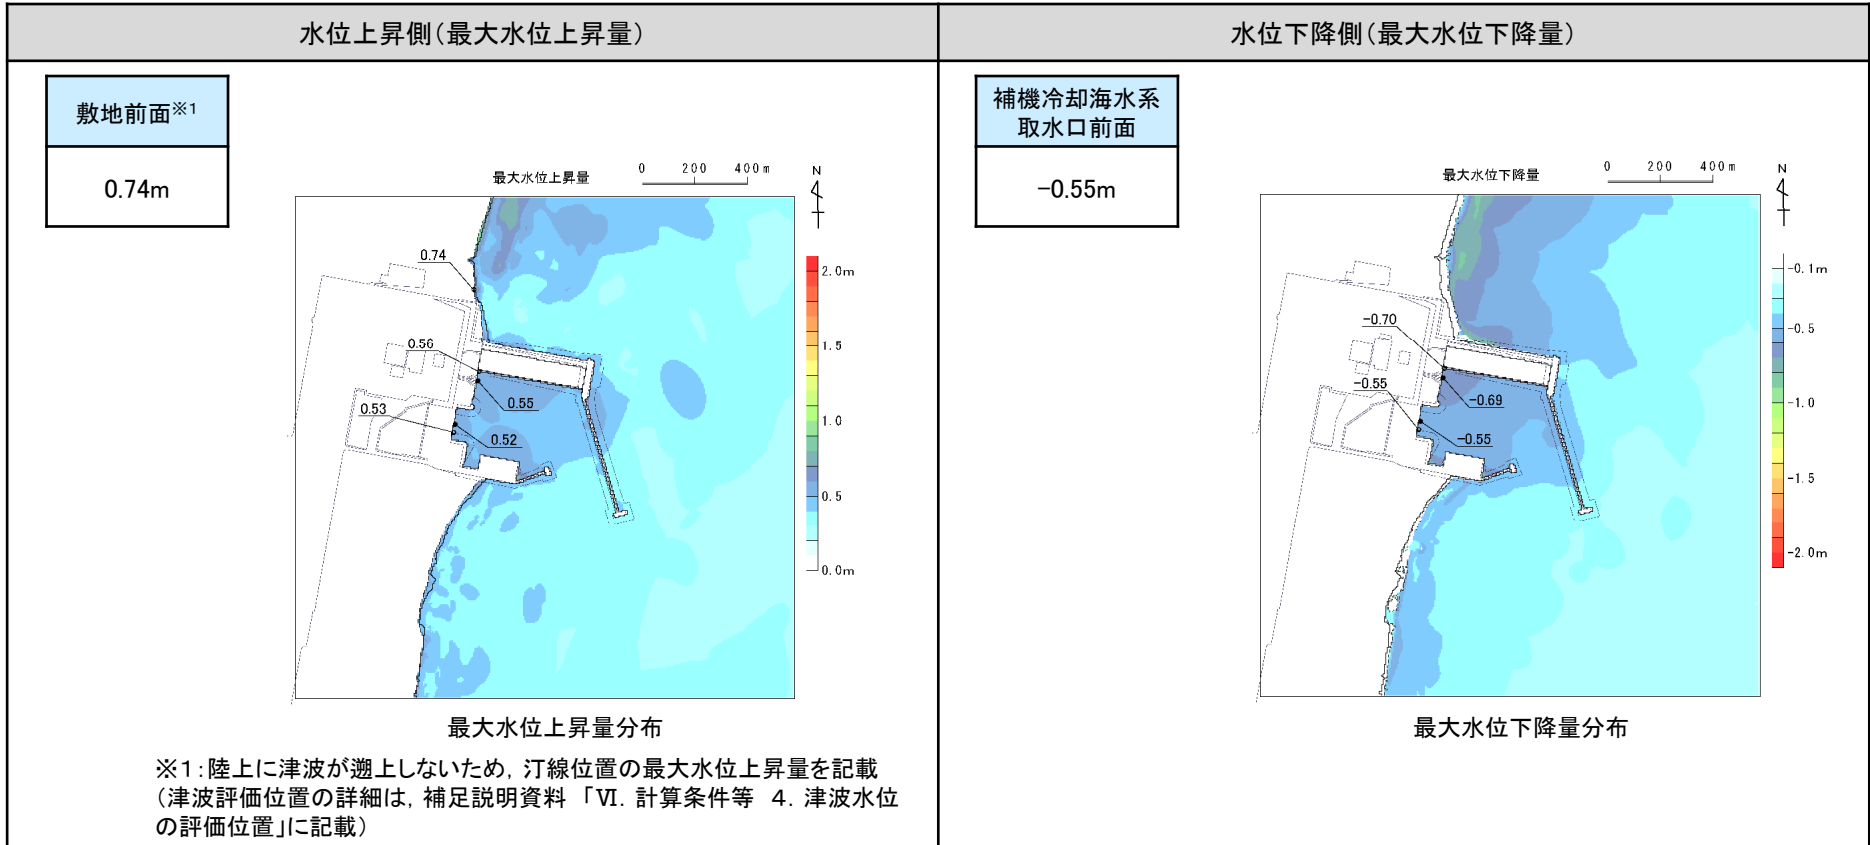 水位上昇側(最大水位上昇量)
敷地前面※1
0.74m
最大水位上昇量
0 200 400m
N
0.74
0.56
0.55
0.53
0.52
2.0m
1.5
1.0
0.5
0.0m
最大水位上昇量分布
※1:陸上に津波が遡上しないため,汀線位置の最大水位上昇量を記載
(津波評価位置の詳細は,補足説明資料 「Ⅵ.計算条件等 4.津波水位
の評価位置」に記載)
水位下降側(最大水位下降量)
補機冷却海水系
取水口前面
-0.55m
最大水位下降量
0 200 400m
N
-0.70
-0.55
-0.69
-0.55
-0.1m
-0.5
-1.0
-1.5
-2.0m
最大水位下降量分布